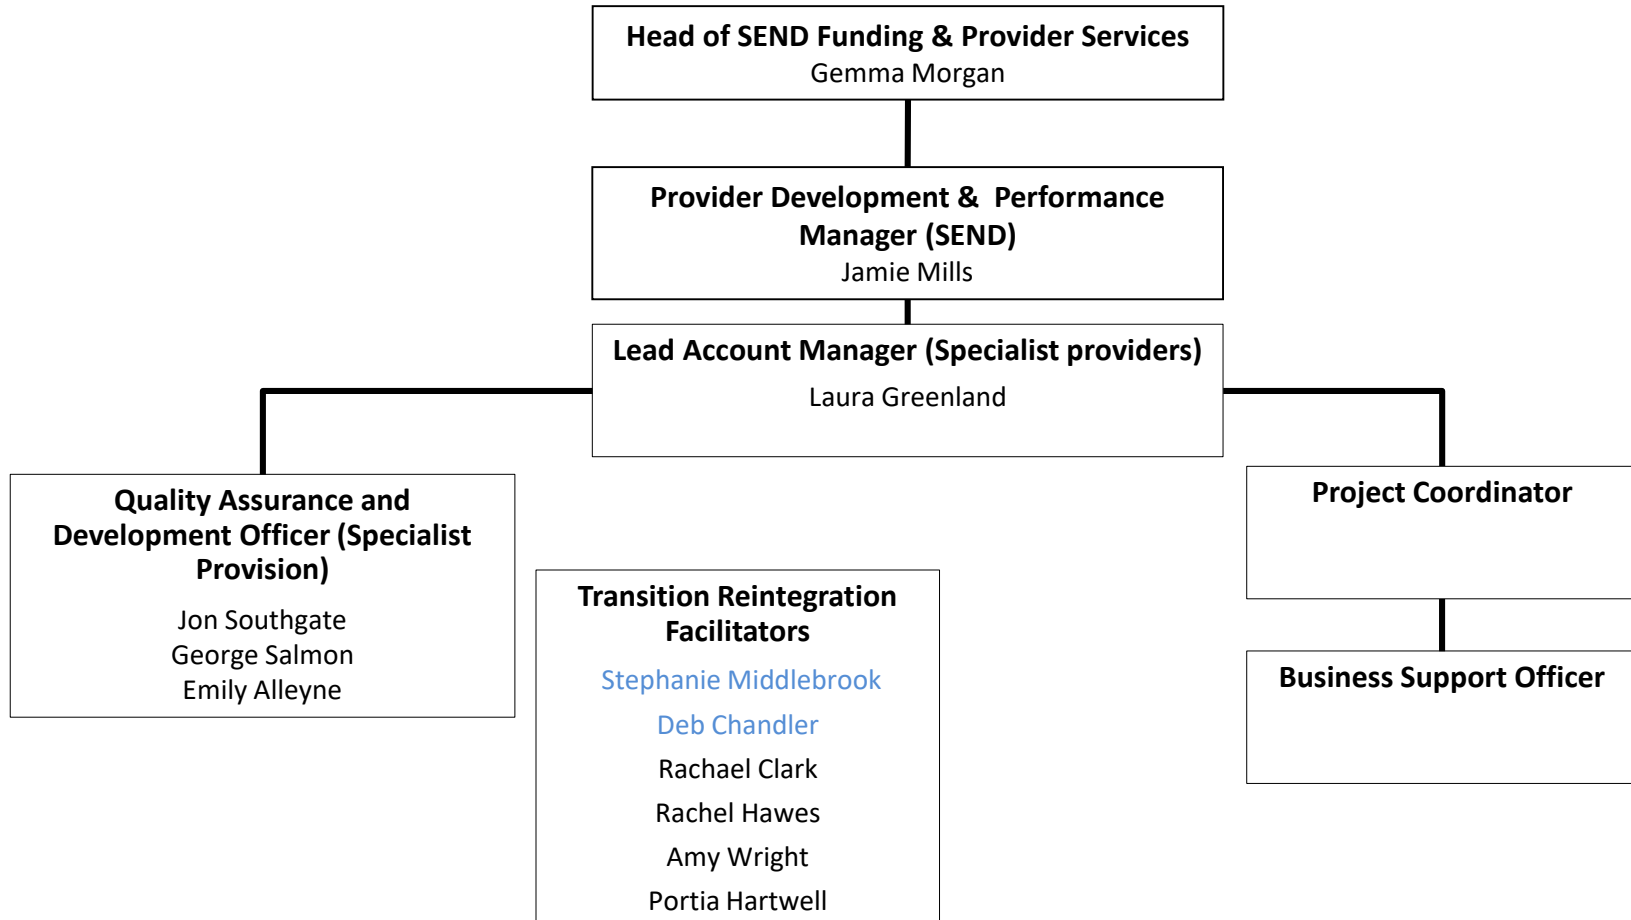 Head of SEND Funding & Provider Services
Gemma Morgan
Provider Development & Performance
Manager (SEND)
Jamie Mills
Lead Account Manager (Specialist providers)
Laura Greenland
Quality Assurance and
Development Officer (Specialist
Provision)
Jon Southgate
George Salmon
Emily Alleyne
Transition Reintegration
Facilitators
Stephanie Middlebrook
Deb Chandler
Rachael Clark
Rachel Hawes
Amy Wright
Portia Hartwell
Project Coordinator
Business Support Officer